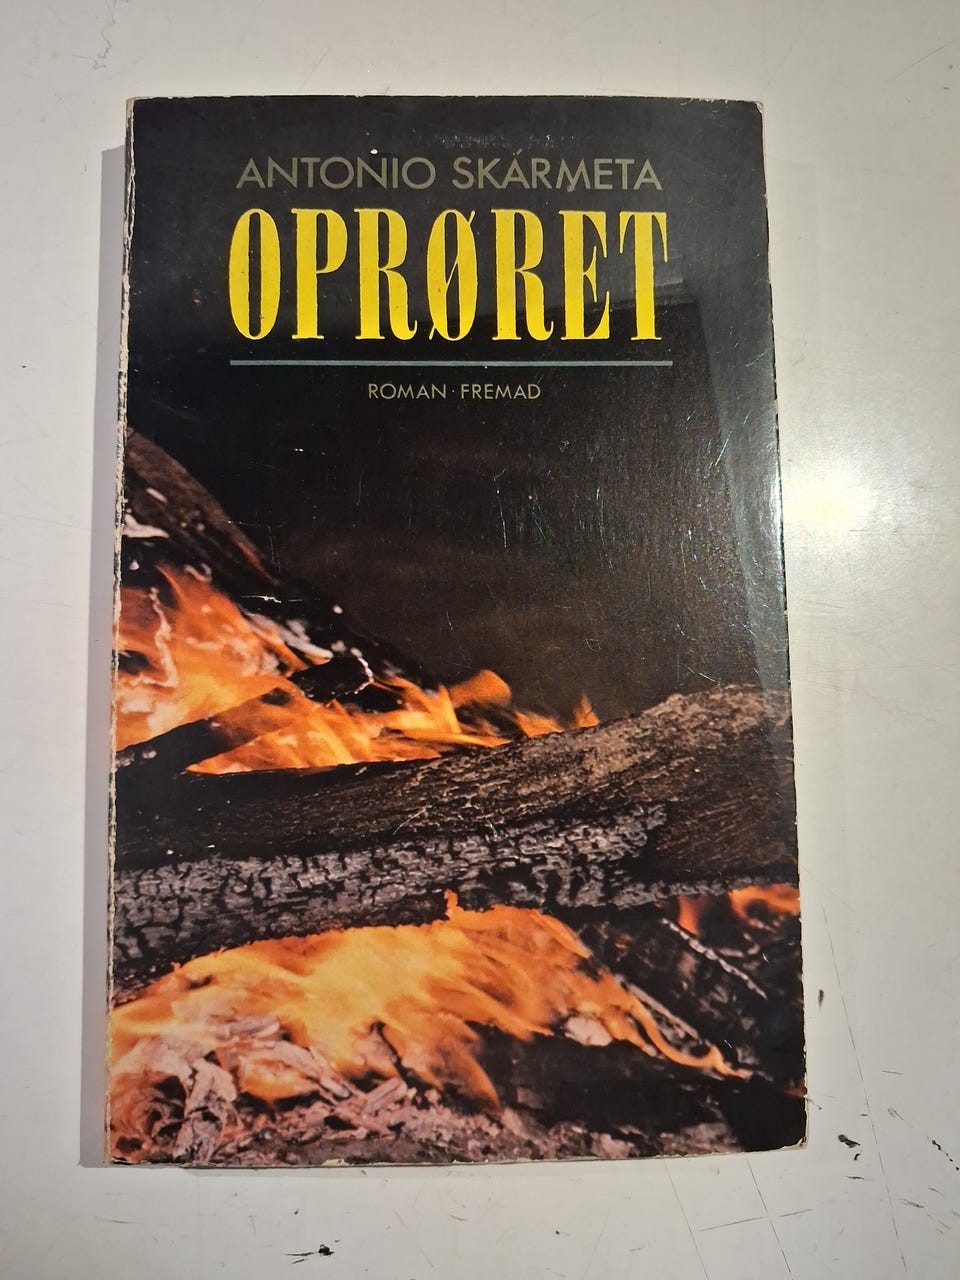 ANTONIO SKÁRMETA
OPRØRET
ROMAN · FREMAD